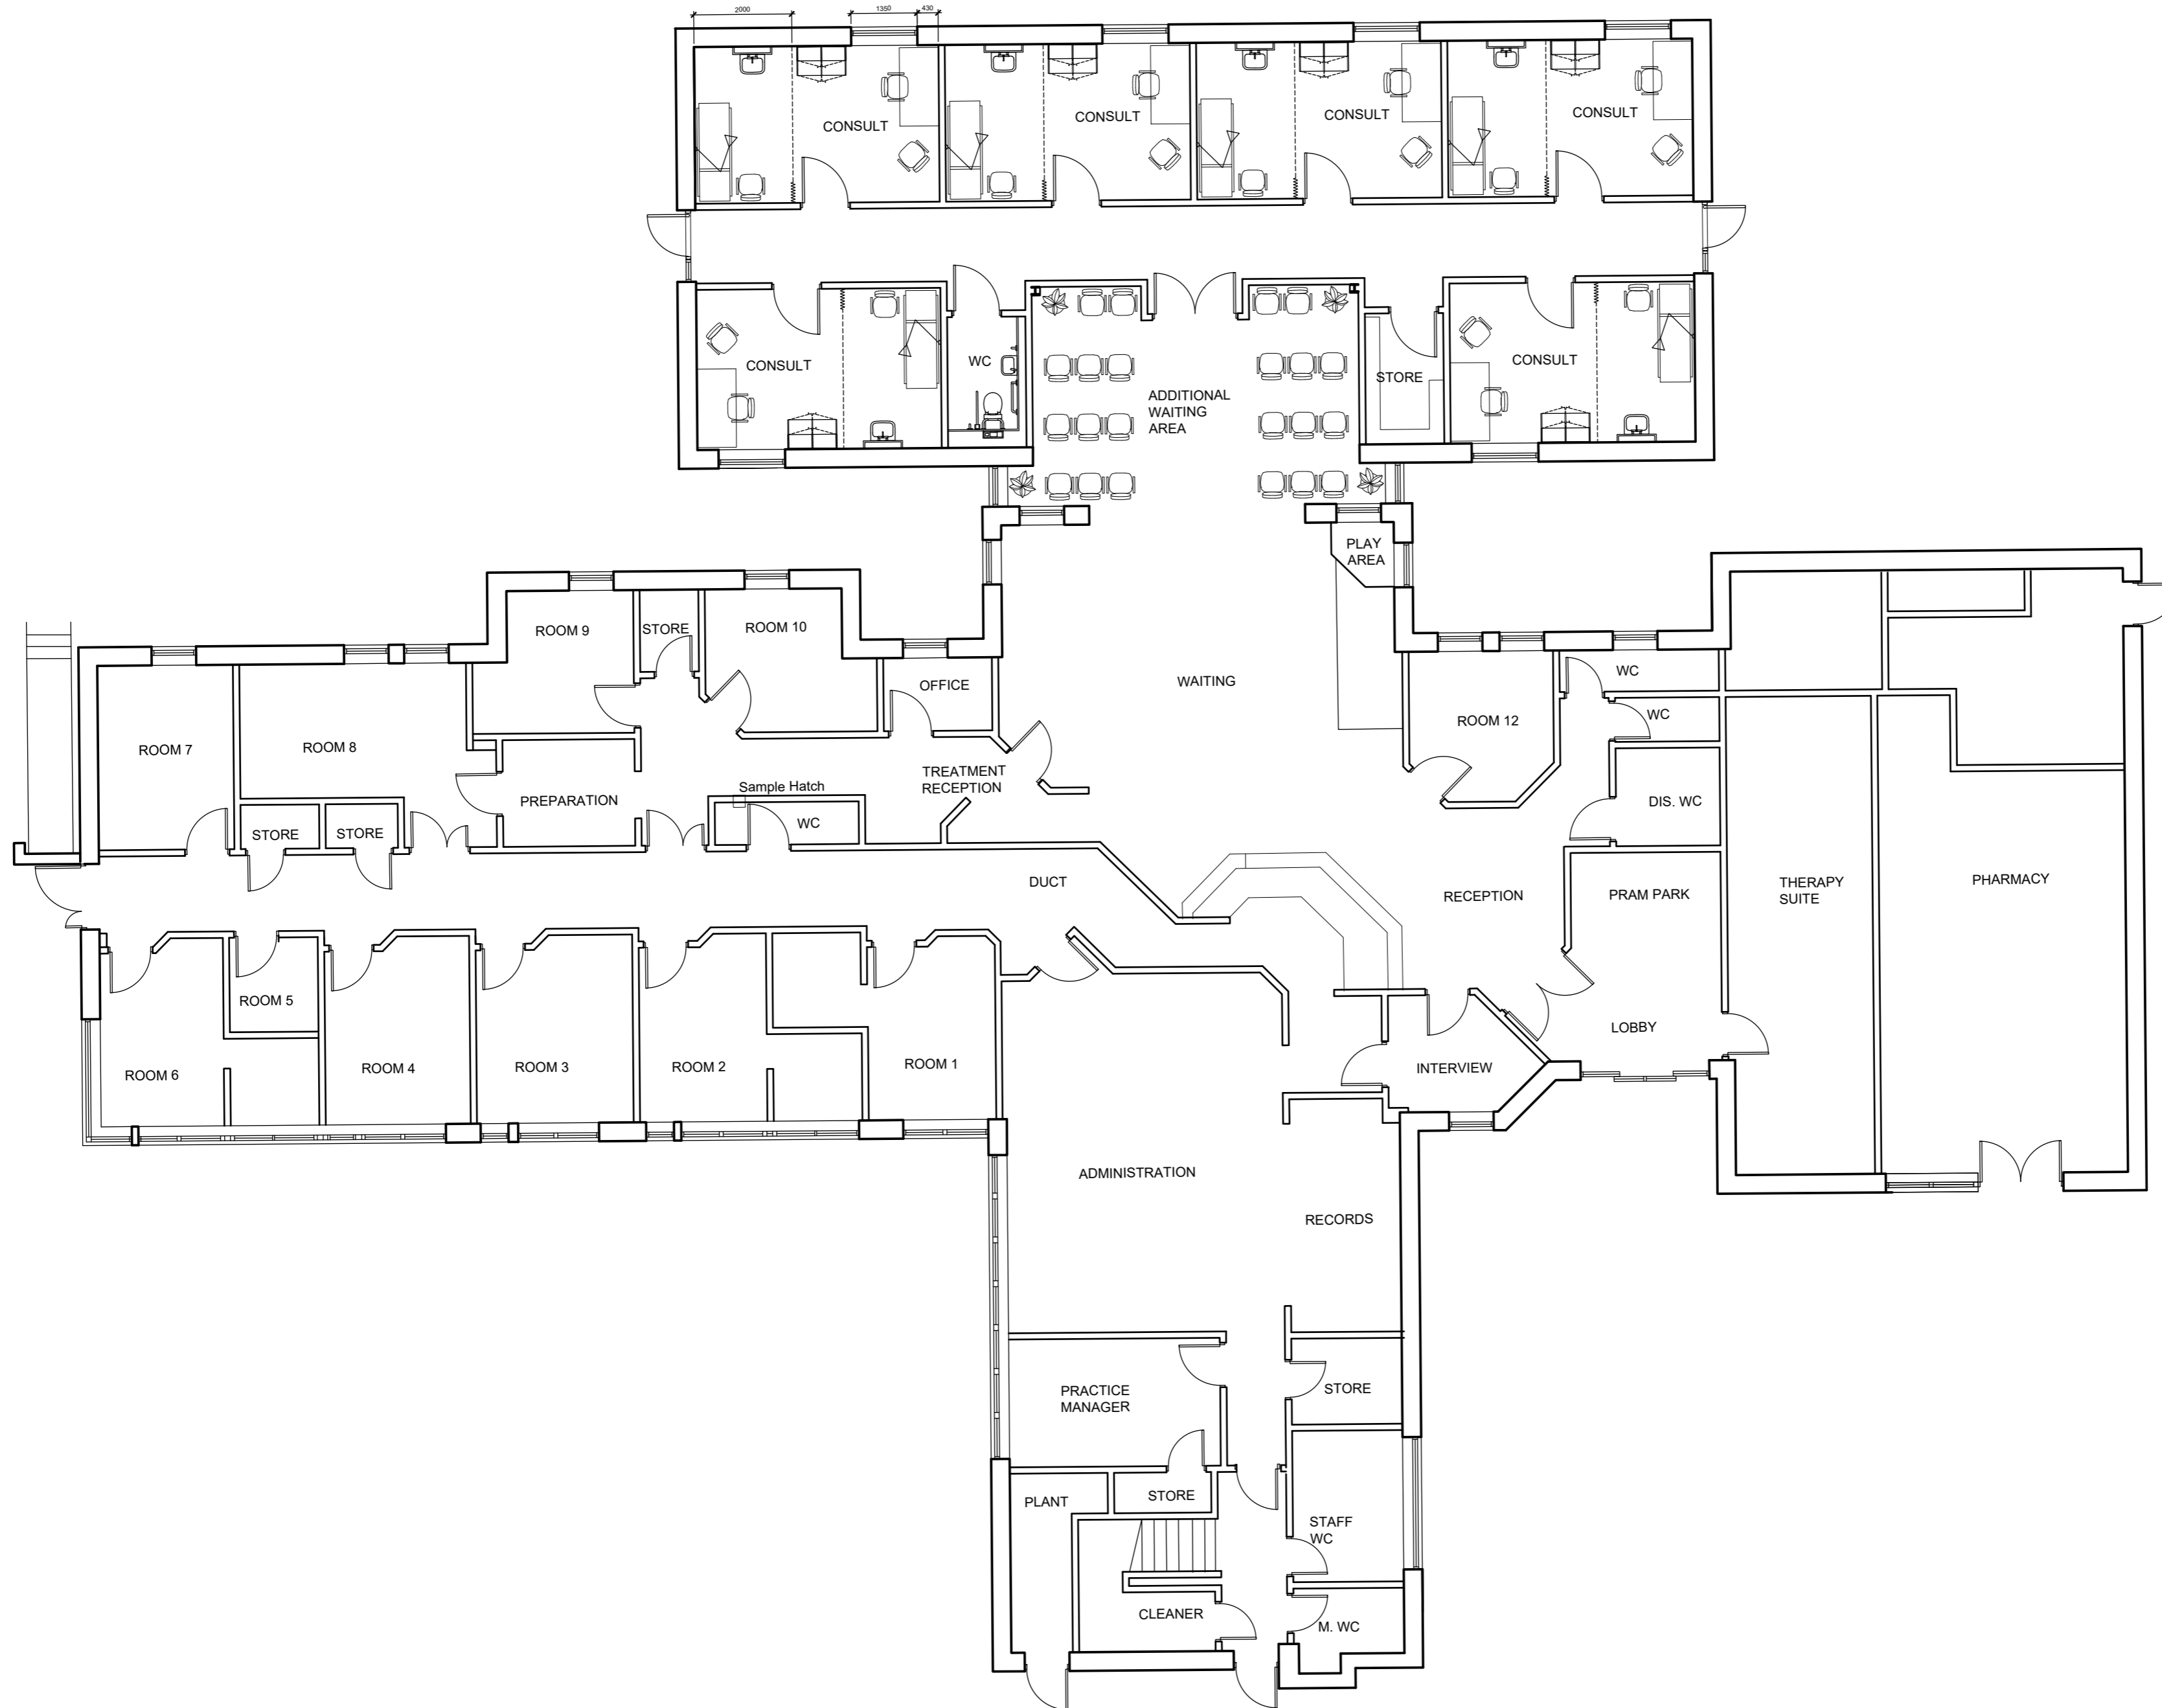 2000
1350
430
CONSULT
CONSULT
CONSULT
CONSULT
CONSULT
WC
ADDITIONAL
WAITING
AREA
STORE
CONSULT
PLAY
AREA
ROOM 9
STORE
ROOM 10
OFFICE
WAITING
WC
ROOM 7
ROOM 8
ROOM 12
WC
TREATMENT
RECEPTION
Sample Hatch
PREPARATION
DIS. WC
STORE
STORE
WC
DUCT
RECEPTION
PRAM PARK
THERAPY
SUITE
PHARMACY
ROOM 5
LOBBY
ROOM 6
ROOM 4
ROOM 3
ROOM 2
ROOM 1
INTERVIEW
ADMINISTRATION
RECORDS
PRACTICE
MANAGER
STORE
PLANT
STORE
STAFF
WC
CLEANER
M. WC